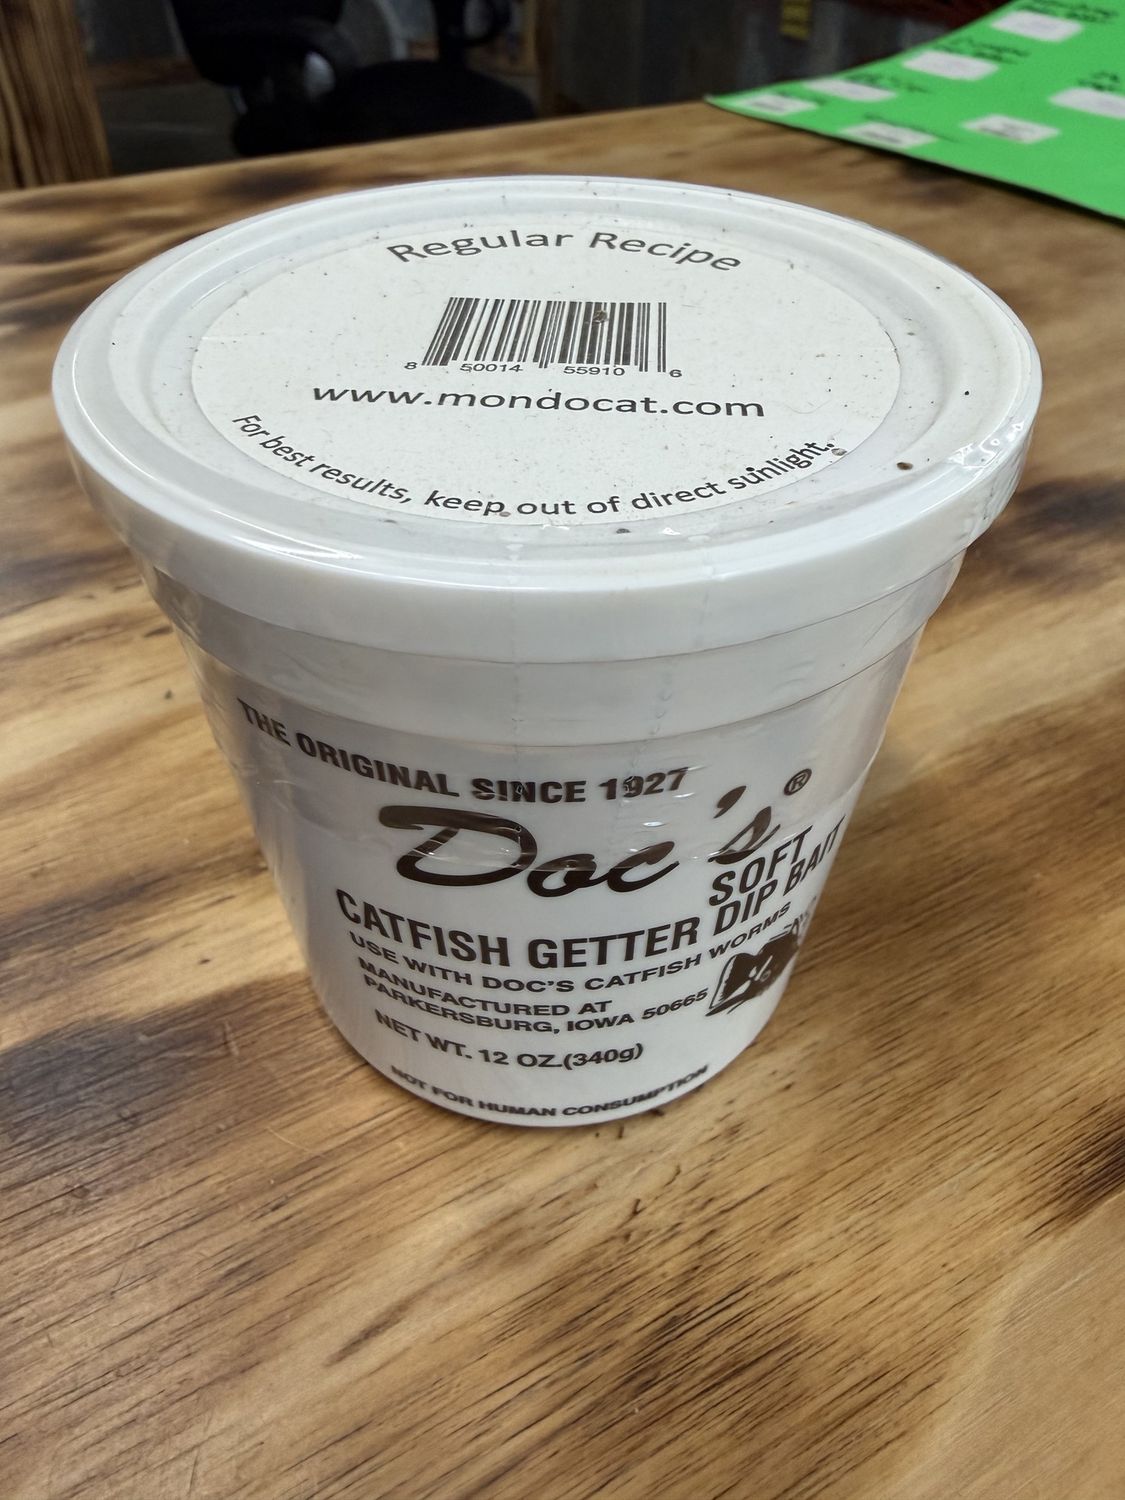 Regular Recipe
8 50014 55910 6
www.mondocat.com
For best results, keep out of direct sunlight.
THE ORIGINAL SINCE 1927
Doc's®
SOFT
CATFISH GETTER DIP BAIT
USE WITH DOC'S CATFISH WORMS
MANUFACTURED AT
PARKERSBURG, IOWA 50665
NET WT. 12 OZ.(340g)
NOT FOR HUMAN CONSUMPTION